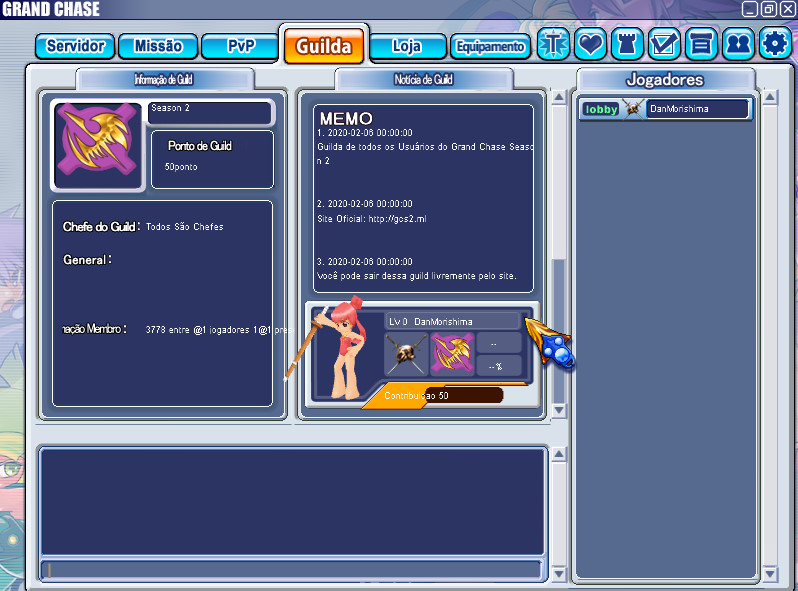 GRAND CHASE
Servidor
Missão
PvP
Guilda
Loja
Equipamento
Informação de Guild
Season 2
Ponto de Guild
50ponto
Chefe do Guild : Todos São Chefes
General :
nação Membro : 3778 entre @1 jogadores 1@1 pres
Notícia de Guild
MEMO
1. 2020-02-06 00:00:00
Guilda de todos os Usuários do Grand Chase Seaso
n 2
2. 2020-02-06 00:00:00
Site Oficial: http://gcs2.ml
3. 2020-02-06 00:00:00
Você pode sair dessa guild livremente pelo site.
LV 0 DanMorishima
--
--%
Contribuisao 50
Jogadores
lobby DanMorishima